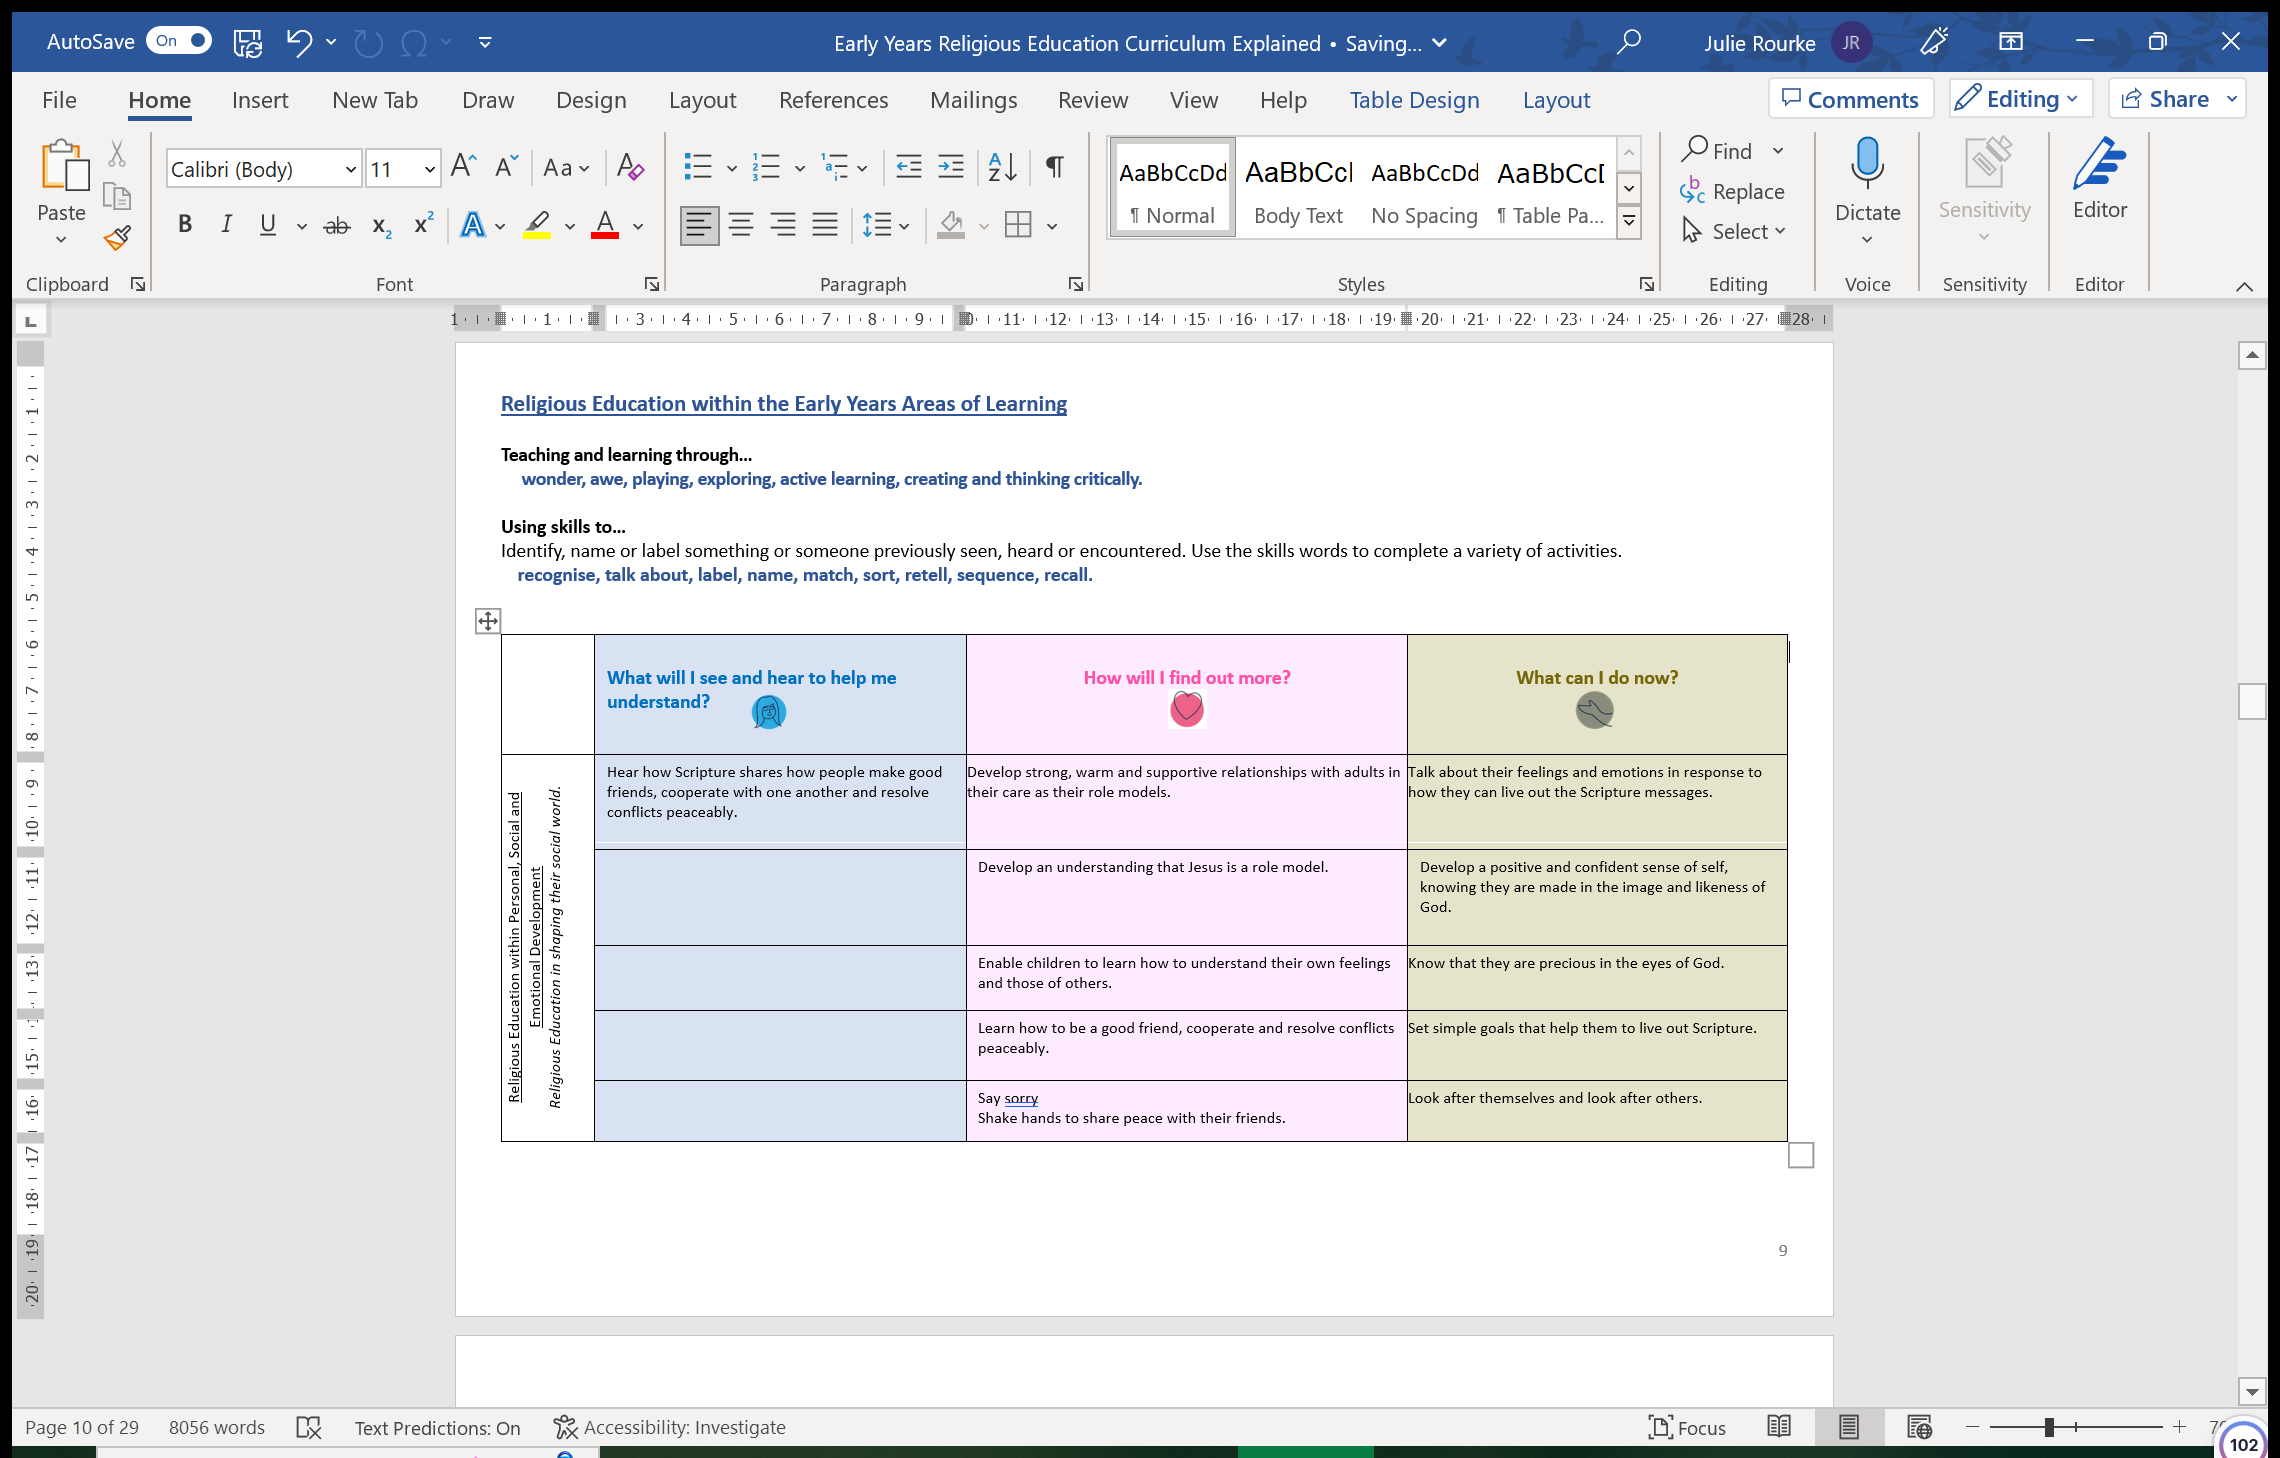 AutoSave On Early Years Religious Education Curriculum Explained • Saving... Julie Rourke JR
File Home Insert New Tab Draw Design Layout References Mailings Review View Help Table Design Layout Comments Editing Share
Paste
Calibri (Body) 11
AaBbCcDd AaBbCcI AaBbCcDd AaBbCcI
¶ Normal Body Text No Spacing ¶ Table Pa...
Find
Replace
Select
Dictate
Sensitivity
Editor
Clipboard Font Paragraph Styles Editing Voice Sensitivity Editor
Religious Education within the Early Years Areas of Learning
Teaching and learning through...
wonder, awe, playing, exploring, active learning, creating and thinking critically.
Using skills to...
Identify, name or label something or someone previously seen, heard or encountered. Use the skills words to complete a variety of activities.
recognise, talk about, label, name, match, sort, retell, sequence, recall.
What will I see and hear to help me
understand?
How will I find out more?
What can I do now?
Religious Education within Personal, Social and
Emotional Development
Religious Education in shaping their social world.
Hear how Scripture shares how people make good
friends, cooperate with one another and resolve
conflicts peaceably.
Develop strong, warm and supportive relationships with adults in
their care as their role models.
Talk about their feelings and emotions in response to
how they can live out the Scripture messages.
Develop an understanding that Jesus is a role model.
Develop a positive and confident sense of self,
knowing they are made in the image and likeness of
God.
Enable children to learn how to understand their own feelings
and those of others.
Know that they are precious in the eyes of God.
Learn how to be a good friend, cooperate and resolve conflicts
peaceably.
Set simple goals that help them to live out Scripture.
Say sorry
Shake hands to share peace with their friends.
Look after themselves and look after others.
9
Page 10 of 29 8056 words Text Predictions: On Accessibility: Investigate Focus
102